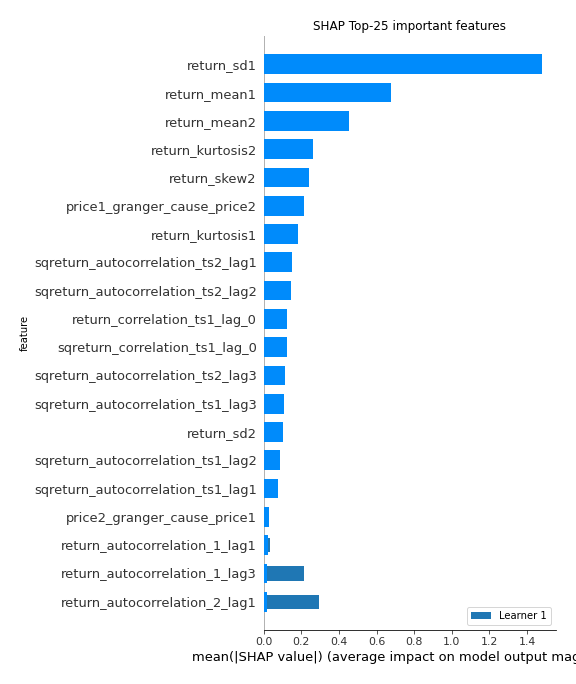 SHAP Top-25 important features
return_sd1
return_mean1
return_mean2
return_kurtosis2
return_skew2
price1_granger_cause_price2
return_kurtosis1
sqreturn_autocorrelation_ts2_lag1
sqreturn_autocorrelation_ts2_lag2
return_correlation_ts1_lag_0
sqreturn_correlation_ts1_lag_0
sqreturn_autocorrelation_ts2_lag3
sqreturn_autocorrelation_ts1_lag3
return_sd2
sqreturn_autocorrelation_ts1_lag2
sqreturn_autocorrelation_ts1_lag1
price2_granger_cause_price1
return_autocorrelation_1_lag1
return_autocorrelation_1_lag3
return_autocorrelation_2_lag1
feature
Learner 1
0.0 0.2 0.4 0.6 0.8 1.0 1.2 1.4
mean(|SHAP value|) (average impact on model output mag